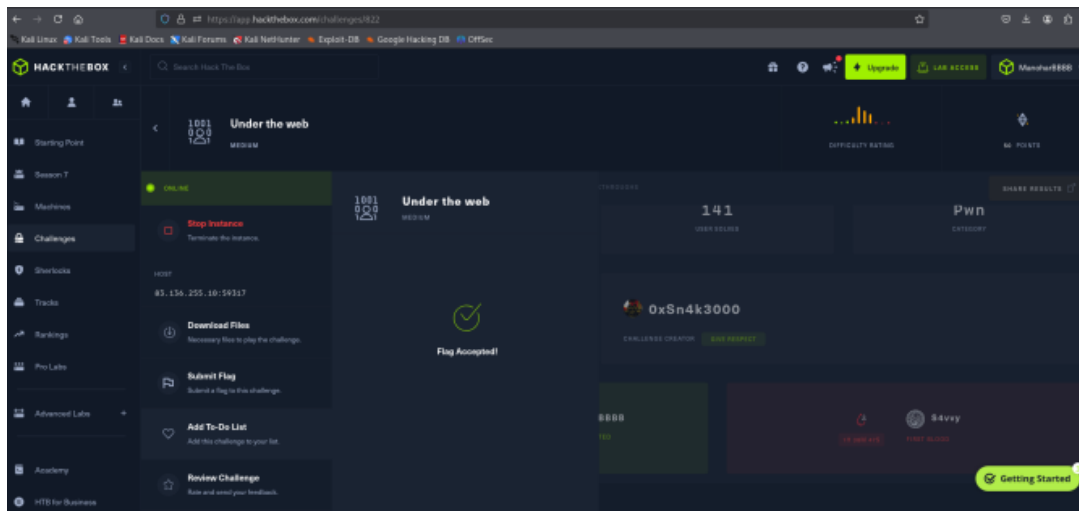 https://app.hackthebox.com/challenges/822
Kali Linux Kali Tools Kali Docs Kali Forums Kali NetHunter Exploit-DB Google Hacking DB OffSec
HACKTHEBOX
Search Hack The Box
Upgrade
LAB ACCESS
Starting Point
Season 7
Machines
Challenges
Sherlocks
Tracks
Rankings
Pro Labs
Advanced Labs
Academy
HTB for Business
Under the web
MEDIUM
DIFFICULTY RATING
POINTS
ONLINE
Stop Instance
Terminate the instance.
HOST
83.136.255.10:59317
Download Files
Necessary files to play the challenge.
Submit Flag
Submit a flag to this challenge.
Add To-Do List
Add this challenge to your list.
Review Challenge
Rate and send your feedback.
Under the web
MEDIUM
Flag Accepted!
SHARE RESULTS
141
USER SOLVES
Pwn
CATEGORY
0xSn4k3000
CHALLENGE CREATOR
GIVE RESPECT
FIRST BLOOD
Getting Started